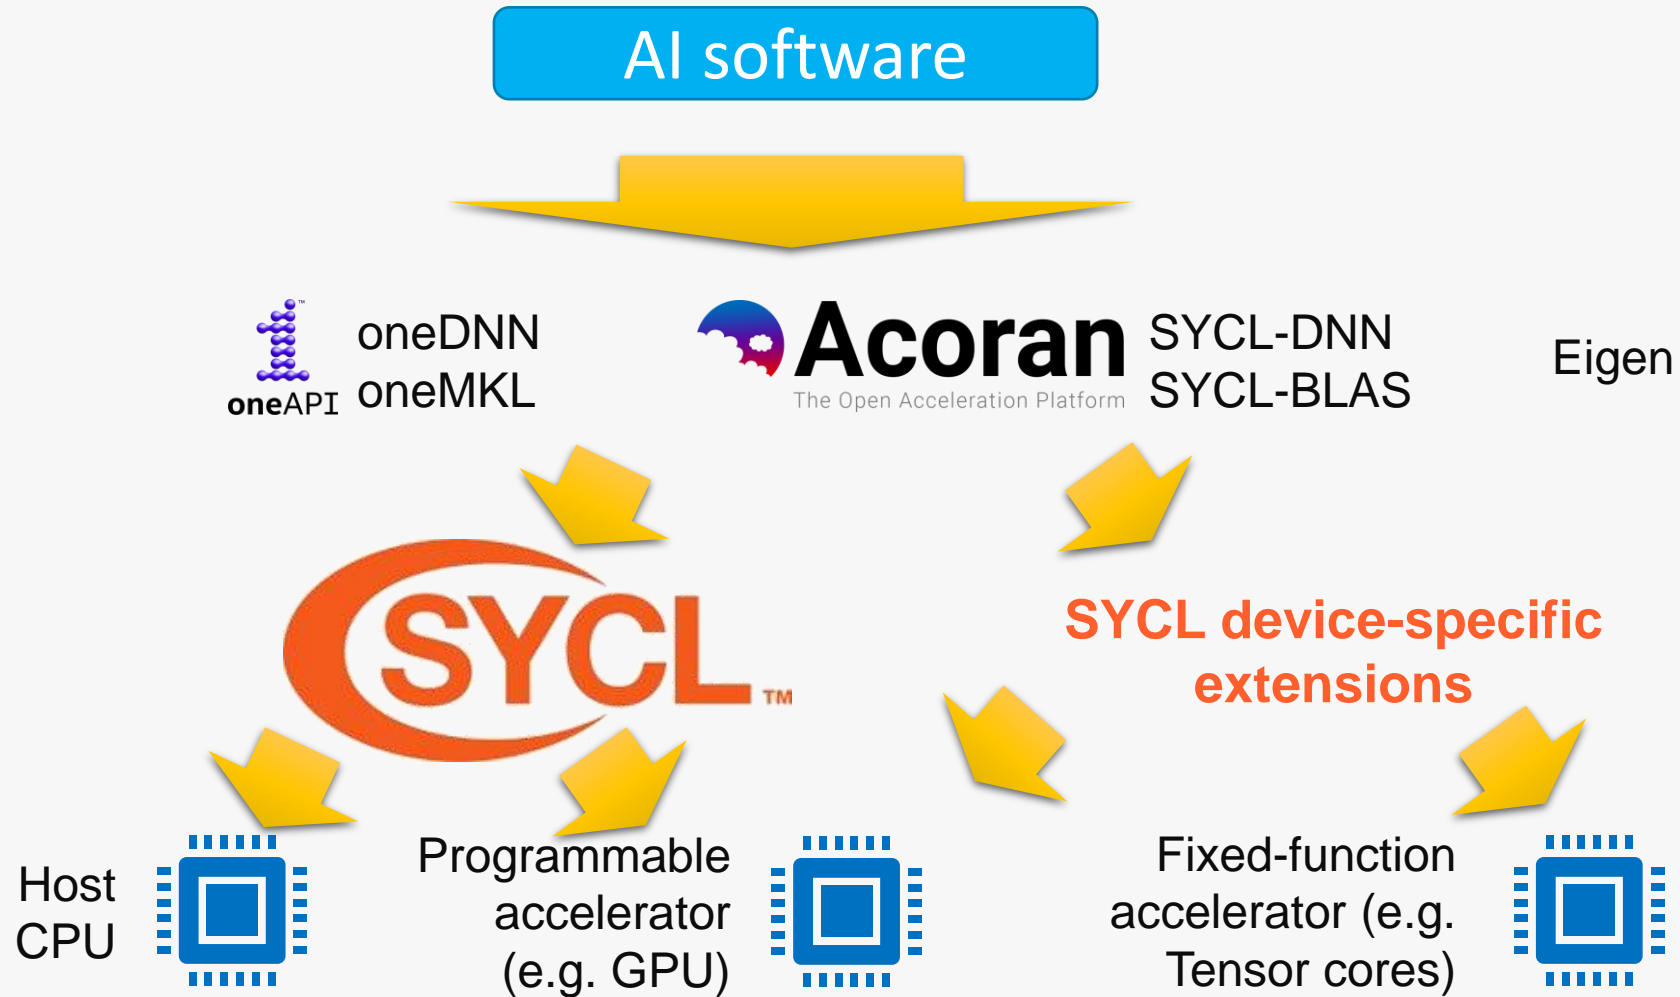 AI software
oneAPI
oneDNN
oneMKL
Acoran
The Open Acceleration Platform
SYCL-DNN
SYCL-BLAS
Eigen
SYCL™
SYCL device-specific
extensions
Host
CPU
Programmable
accelerator
(e.g. GPU)
Fixed-function
accelerator (e.g.
Tensor cores)